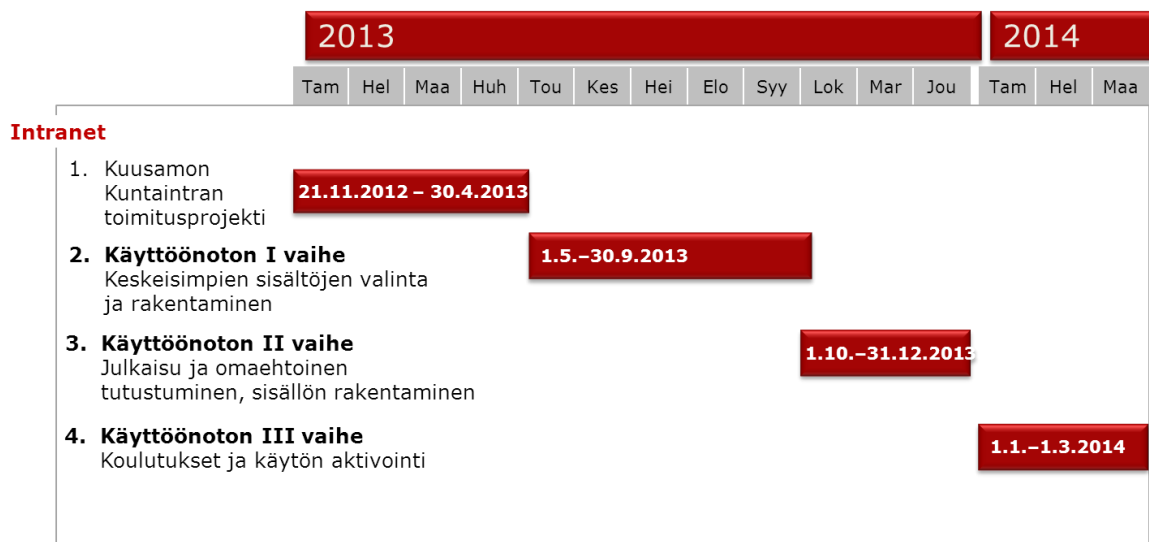 2013 2014
Tam Hel Maa Huh Tou Kes Hei Elo Syy Lok Mar Jou Tam Hel Maa
Intranet
1. Kuusamon
Kuntaintran
toimitusprojekti
21.11.2012 – 30.4.2013
2. Käyttöönoton I vaihe
Keskeisimpien sisältöjen valinta
ja rakentaminen
1.5.–30.9.2013
3. Käyttöönoton II vaihe
Julkaisu ja omaehtoinen
tutustuminen, sisällön rakentaminen
1.10.–31.12.2013
4. Käyttöönoton III vaihe
Koulutukset ja käytön aktivointi
1.1.–1.3.2014